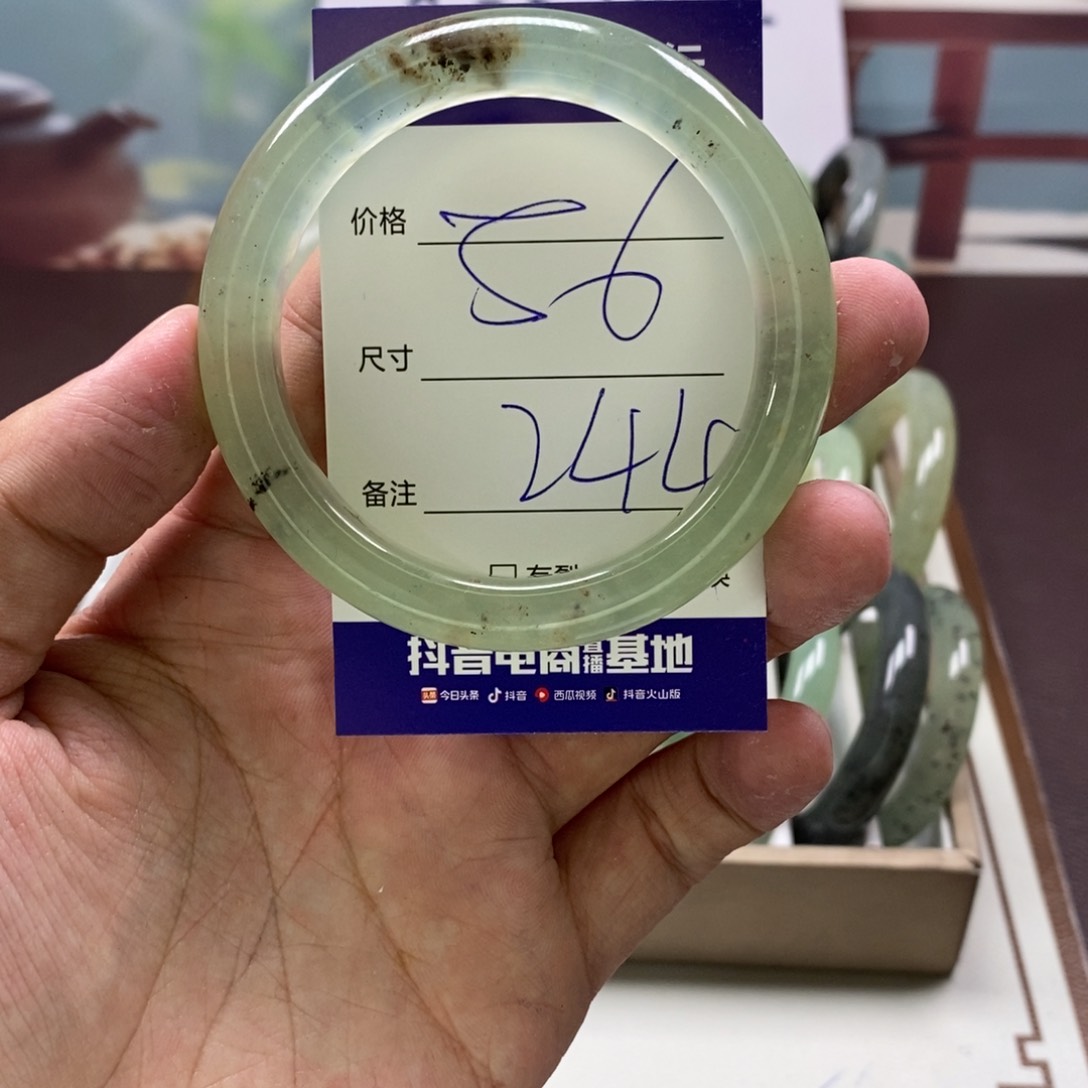 价格 56
尺寸
备注 244
抖音电商直播基地
今日头条 抖音 西瓜视频 抖音火山版